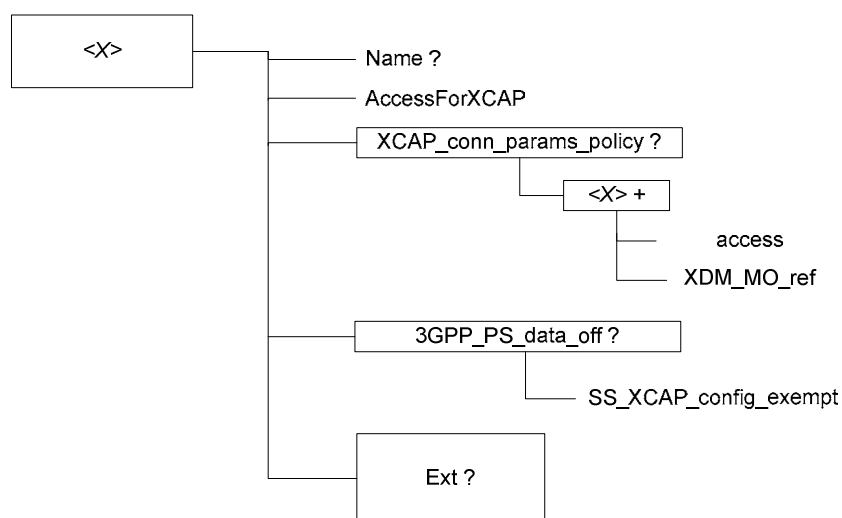 <X>
Name ?
AccessForXCAP
XCAP_conn_params_policy ?
<X> +
access
XDM_MO_ref
3GPP_PS_data_off ?
SS_XCAP_config_exempt
Ext ?